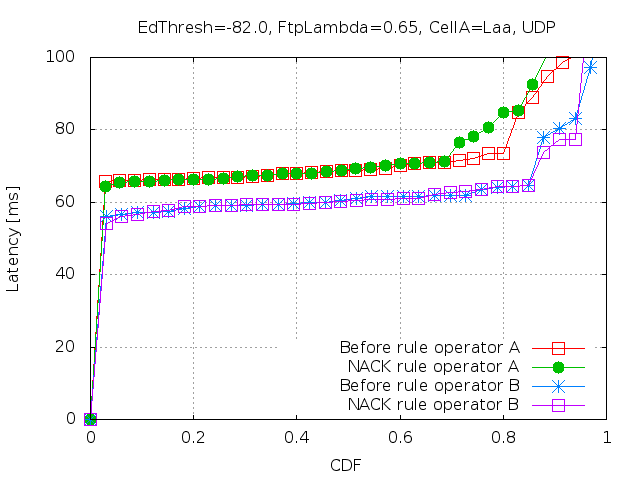 EdThresh=-82.0, FtpLambda=0.65, CellA=Laa, UDP
100
80
60
40
20
0
Latency [ms]
Before rule operator A
NACK rule operator A
Before rule operator B
NACK rule operator B
0 0.2 0.4 0.6 0.8 1
CDF